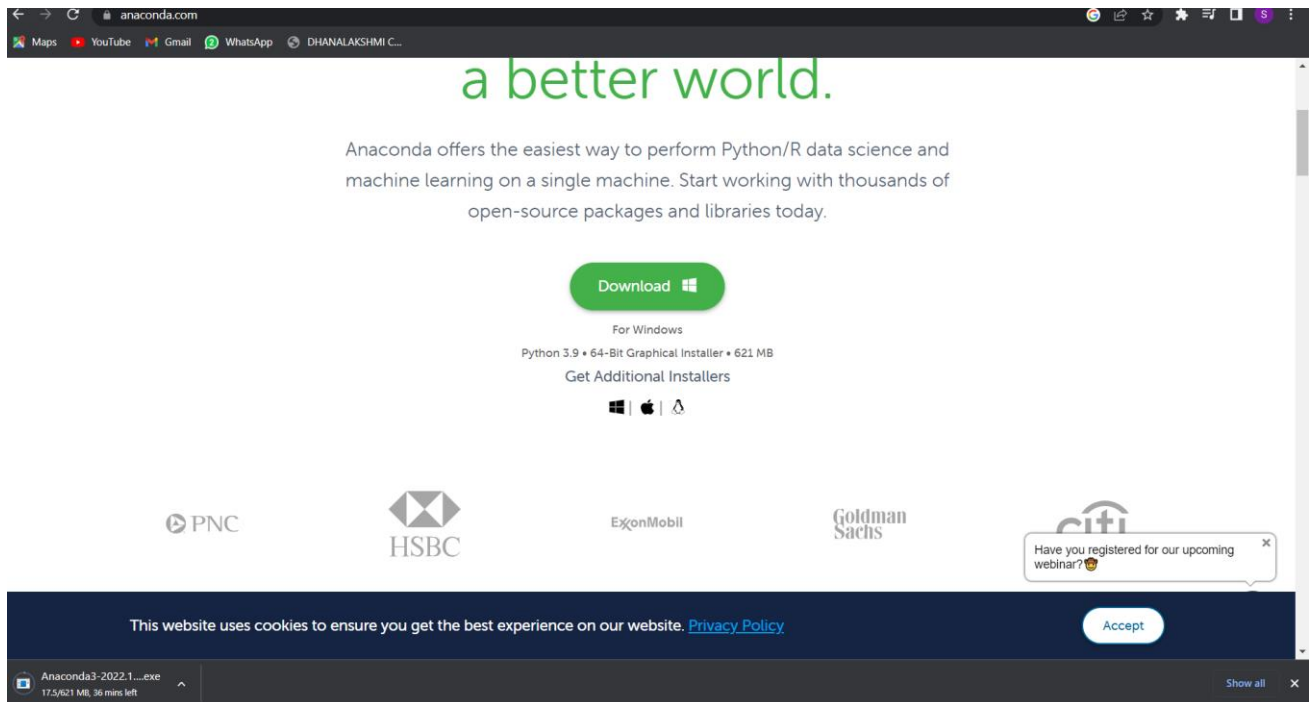 anaconda.com
S
Maps YouTube Gmail WhatsApp DHANALAKSHMI C...
a better world.
Anaconda offers the easiest way to perform Python/R data science and
machine learning on a single machine. Start working with thousands of
open-source packages and libraries today.
Download
For Windows
Python 3.9 • 64-Bit Graphical Installer • 621 MB
Get Additional Installers
PNC
HSBC
ExxonMobil
Goldman
Sachs
citi
Have you registered for our upcoming
webinar?🤠
This website uses cookies to ensure you get the best experience on our website. Privacy Policy
Accept
Anaconda3-2022.1....exe
17.5/621 MB, 36 mins left
Show all